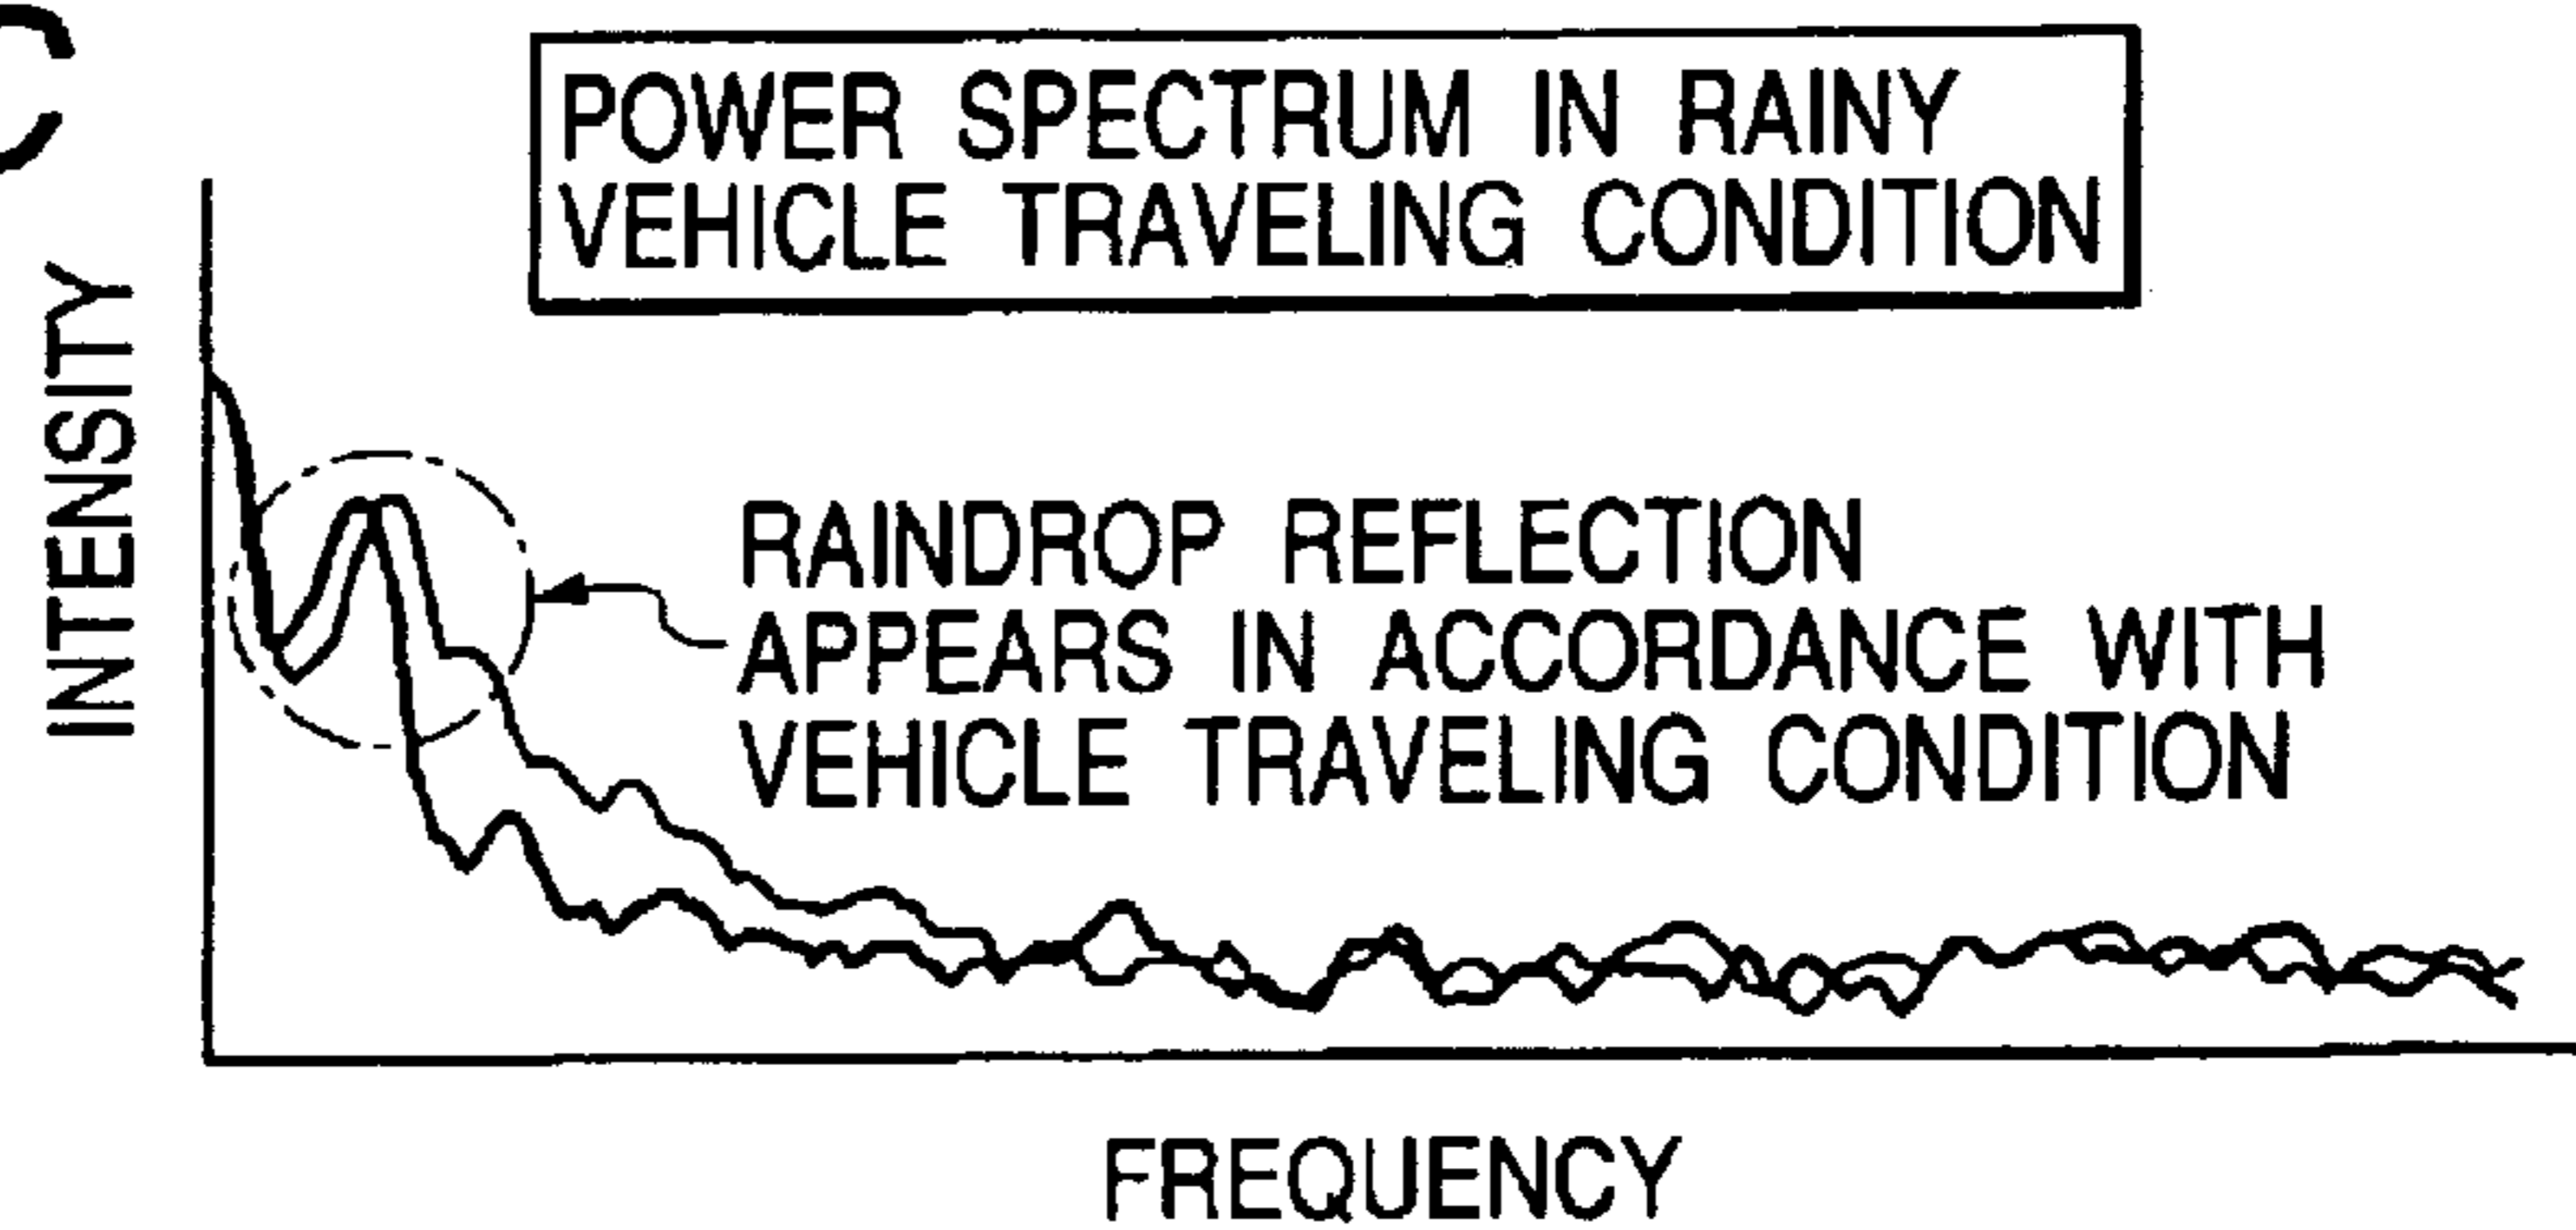 C
POWER SPECTRUM IN RAINY
VEHICLE TRAVELING CONDITION
INTENSITY
RAINDROP REFLECTION
APPEARS IN ACCORDANCE WITH
VEHICLE TRAVELING CONDITION
FREQUENCY